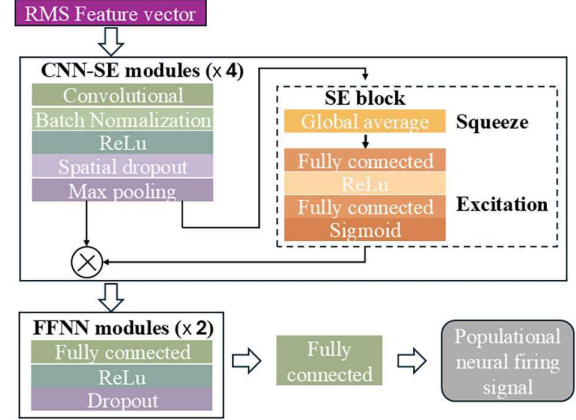 RMS Feature vector
CNN-SE modules (× 4)
Convolutional
Batch Normalization
ReLu
Spatial dropout
Max pooling
SE block
Global average
Squeeze
Fully connected
ReLu
Fully connected
Excitation
Sigmoid
FFNN modules (× 2)
Fully connected
ReLu
Dropout
Fully
connected
Populational
neural firing
signal